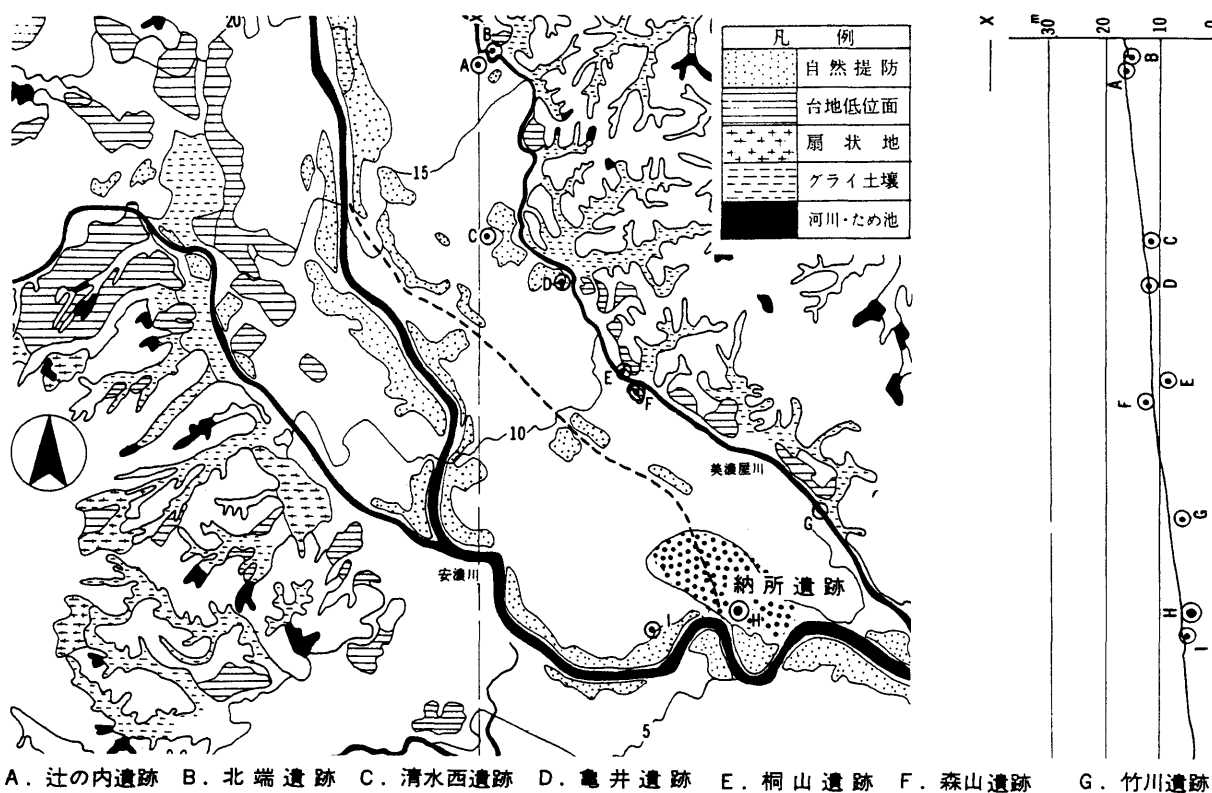 凡例
自然堤防
台地低位面
扇状地
グライ土壌
河川・ため池
20
B
A
15
C
D
E
F
10
美濃屋川
G
安濃川
納所遺跡
H
I
5
X
m
30
20
10
0
A
B
C
D
E
F
G
H
I
A.辻の内遺跡 B.北端遺跡 C.清水西遺跡 D.亀井遺跡 E.桐山遺跡 F.森山遺跡 G.竹川遺跡